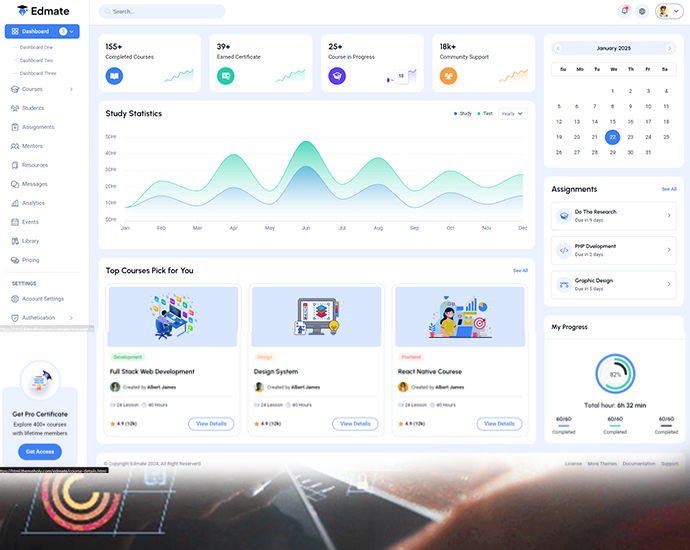 Edmate
Search...
Dashboard
Dashboard One
Dashboard Two
Dashboard Three
Courses
Students
Assignments
Mentors
Resources
Messages
Analytics
Events
Library
Pricing
SETTINGS
Account Settings
Authetication
Get Pro Certificate
Explore 400+ courses
with lifetime members
Get Access
155+
Completed Courses
39+
Earned Certificate
25+
Course in Progress
18k+
Community Support
Study Statistics
Study
Test
Yearly
50Hr
40Hr
30Hr
20Hr
10Hr
Jan Feb Mar Apr May Jun Jul Aug Sep Oct Nov Dec
Top Courses Pick for You
See All
Development
Full Stack Web Development
Created by Albert James
24 Lesson 40 Hours
4.9 (12k)
View Details
Design
Design System
Created by Albert James
24 Lesson 40 Hours
4.9 (12k)
View Details
Frontend
React Native Courese
Created by Albert James
24 Lesson 40 Hours
4.9 (12k)
View Details
January 2025
Su Mo Tu We Th Fr Sa
1 2 3 4
5 6 7 8 9 10 11
12 13 14 15 16 17 18
19 20 21 22 23 24 25
26 27 28 29 30 31
Assignments
See All
Do The Research
Due in 9 days
PHP Dvelopment
Due in 2 days
Graphic Design
Due in 5 days
My Progress
82%
Total hour: 6h 32 min
60/60 60/60 60/60
Completed Completed Completed
© Copyright Edmate 2024, All Right Reserverd
License More Themes Documentation Support